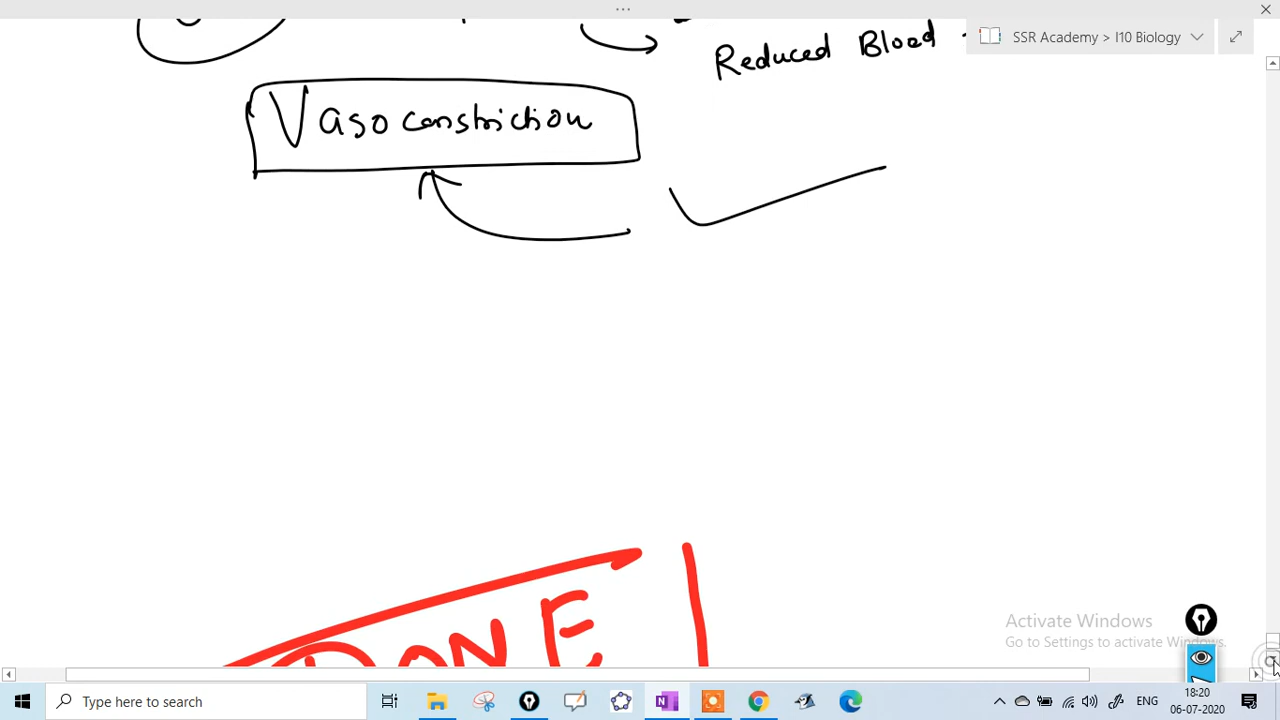 SSR Academy > I10 Biology
Reduced Blood
Vasoconstriction
DONE
Activate Windows
Go to Settings to activate Windows.
Type here to search
ENG
18:20
06-07-2020